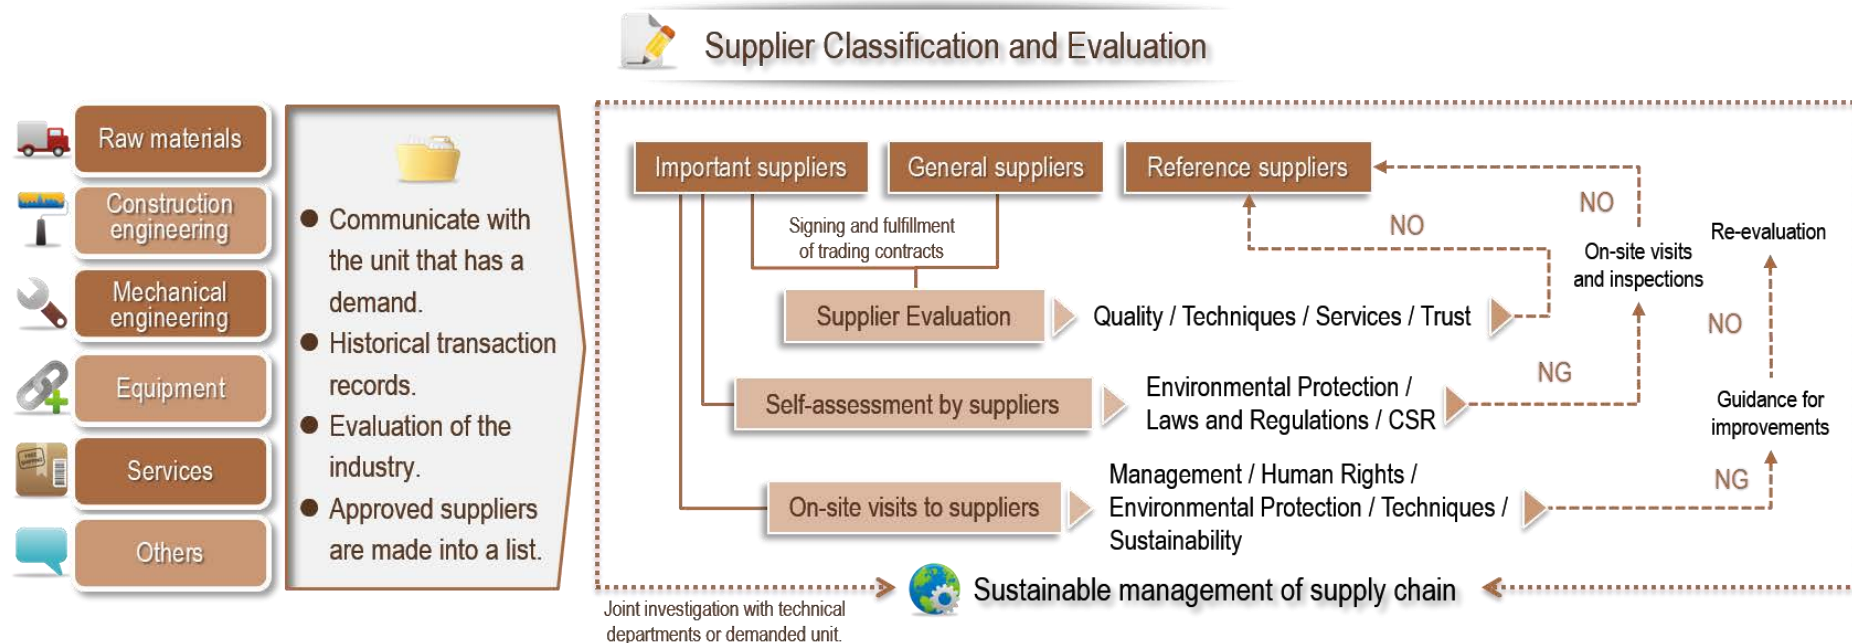 Supplier Classification and Evaluation
Raw materials
Construction
engineering
Mechanical
engineering
Equipment
FREE
SHIPPING
Services
Others
● Communicate with
the unit that has a
demand.
● Historical transaction
records.
● Evaluation of the
industry.
● Approved suppliers
are made into a list.
Important suppliers
General suppliers
Reference suppliers
Signing and fulfillment
of trading contracts
NO
NO
On-site visits
and inspections
Re-evaluation
Supplier Evaluation
Quality / Techniques / Services / Trust
NO
Self-assessment by suppliers
Environmental Protection /
Laws and Regulations / CSR
NG
Guidance for
improvements
On-site visits to suppliers
Management / Human Rights /
Environmental Protection / Techniques /
Sustainability
NG
Sustainable management of supply chain
Joint investigation with technical
departments or demanded unit.